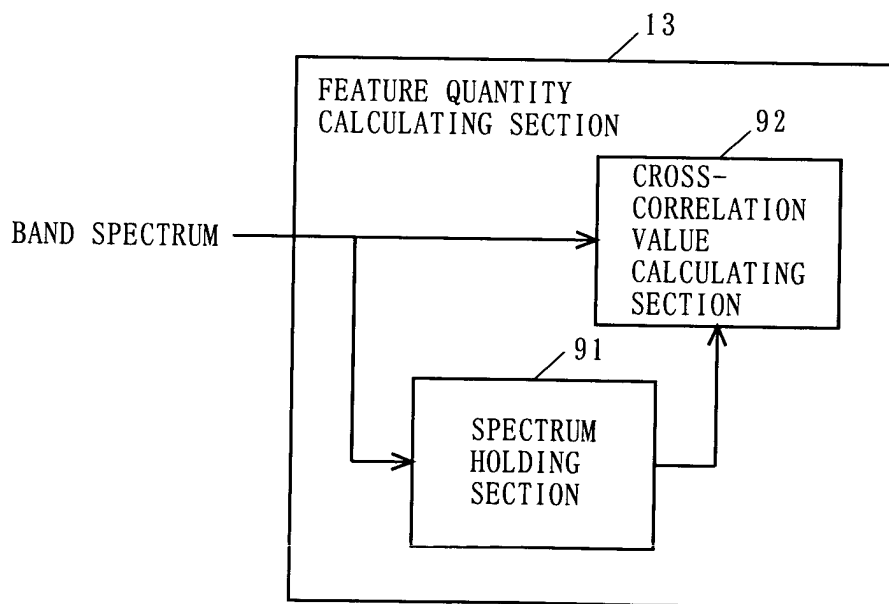 13
FEATURE QUANTITY
CALCULATING SECTION
92
CROSS-
CORRELATION
VALUE
CALCULATING
SECTION
BAND SPECTRUM
91
SPECTRUM
HOLDING
SECTION